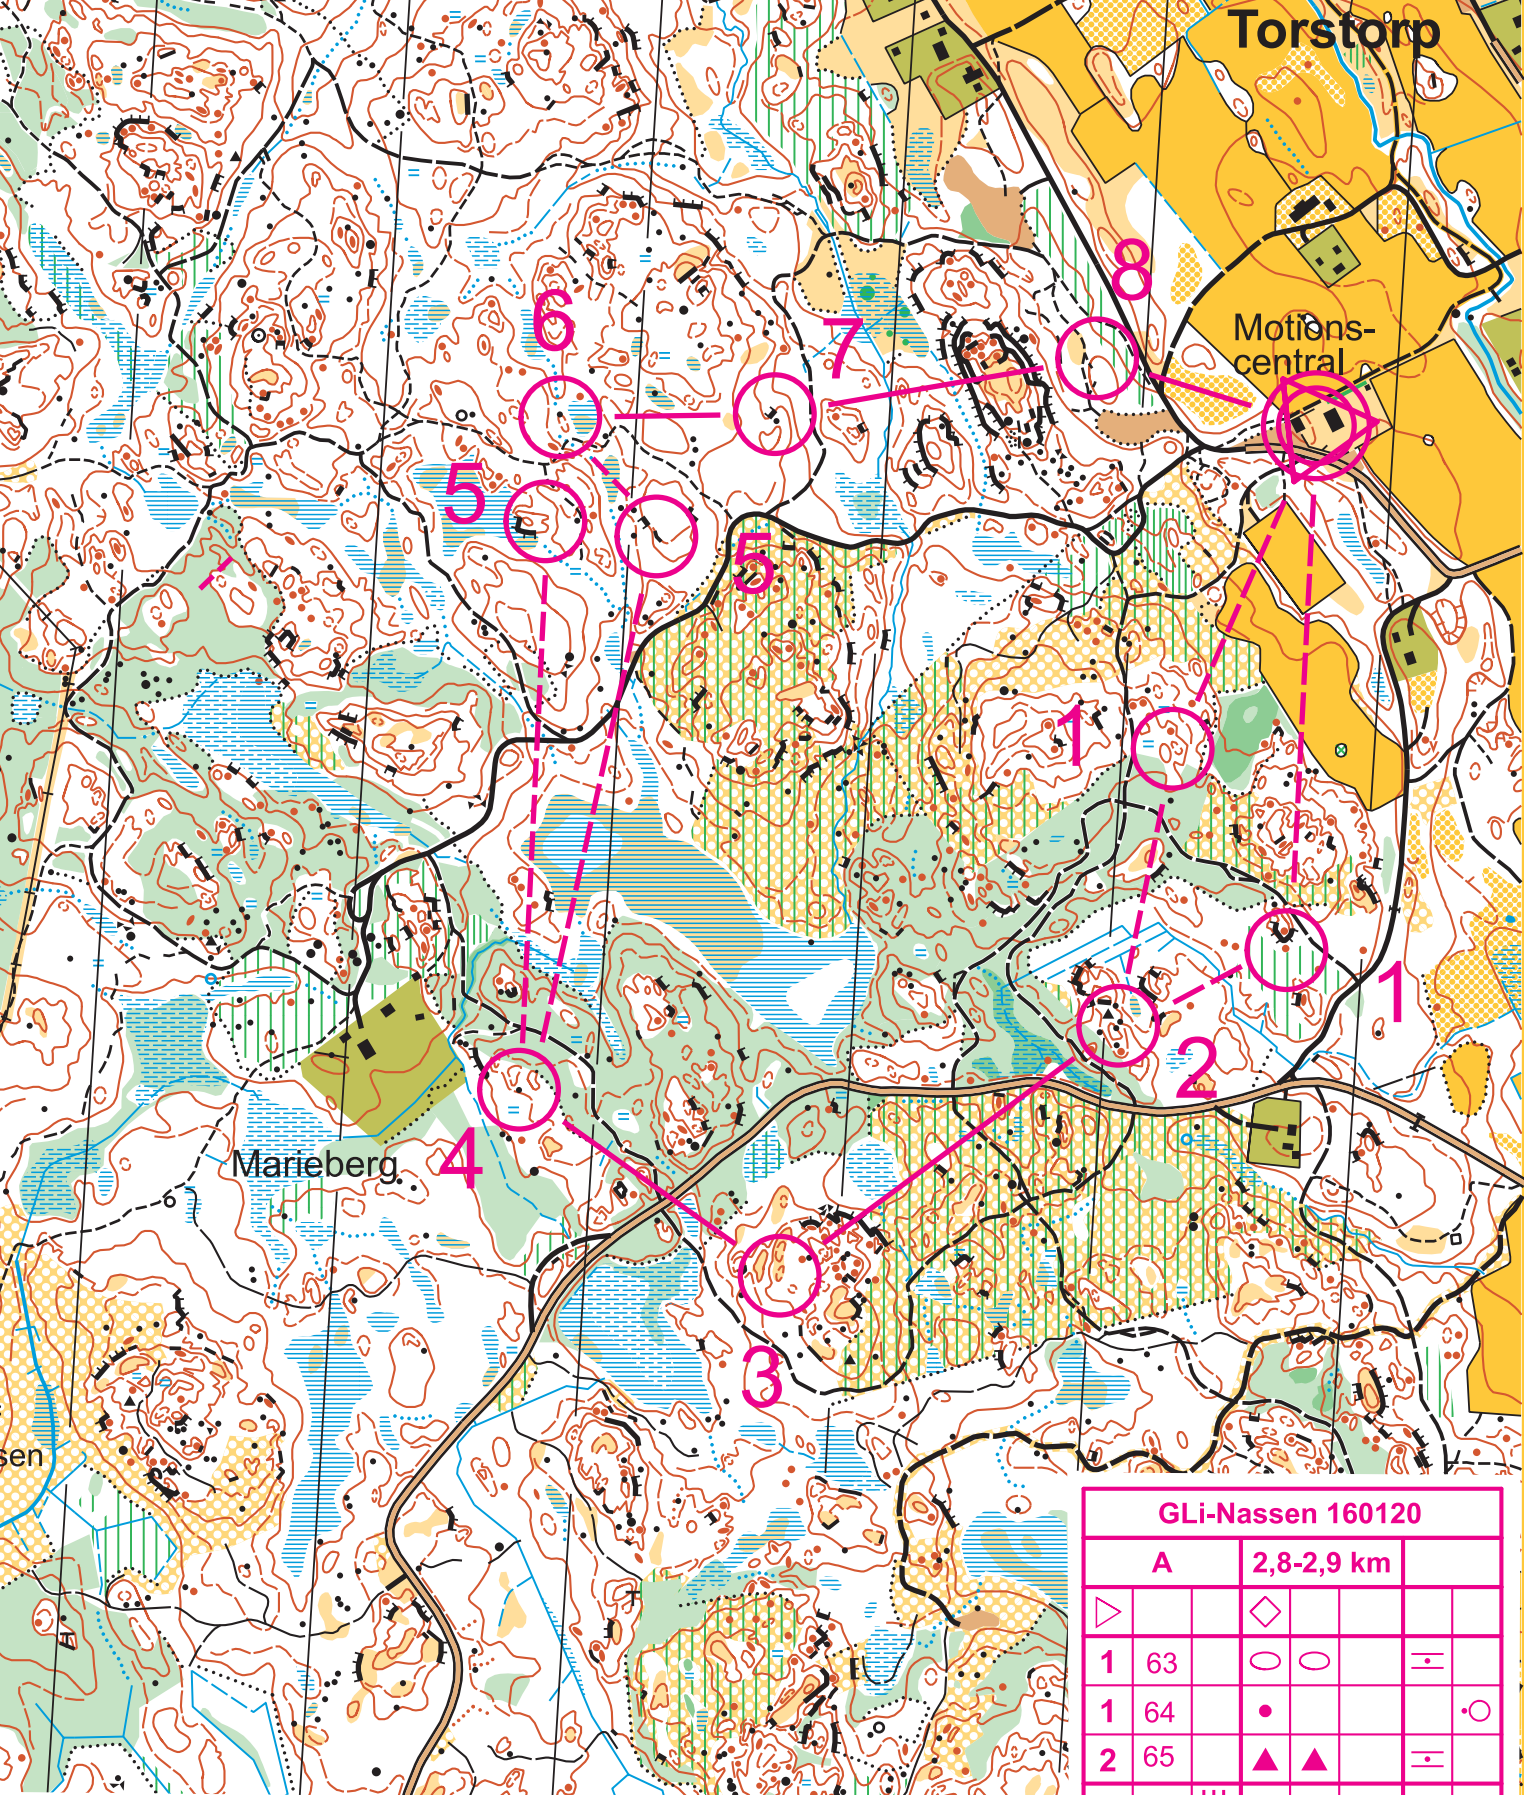 Torstorp
8
6
7
Motions-
central
5
5
1
1
2
4
Marieberg
3
sen
GLi-Nassen 160120
A 2,8-2,9 km
1 63
1 64
2 65